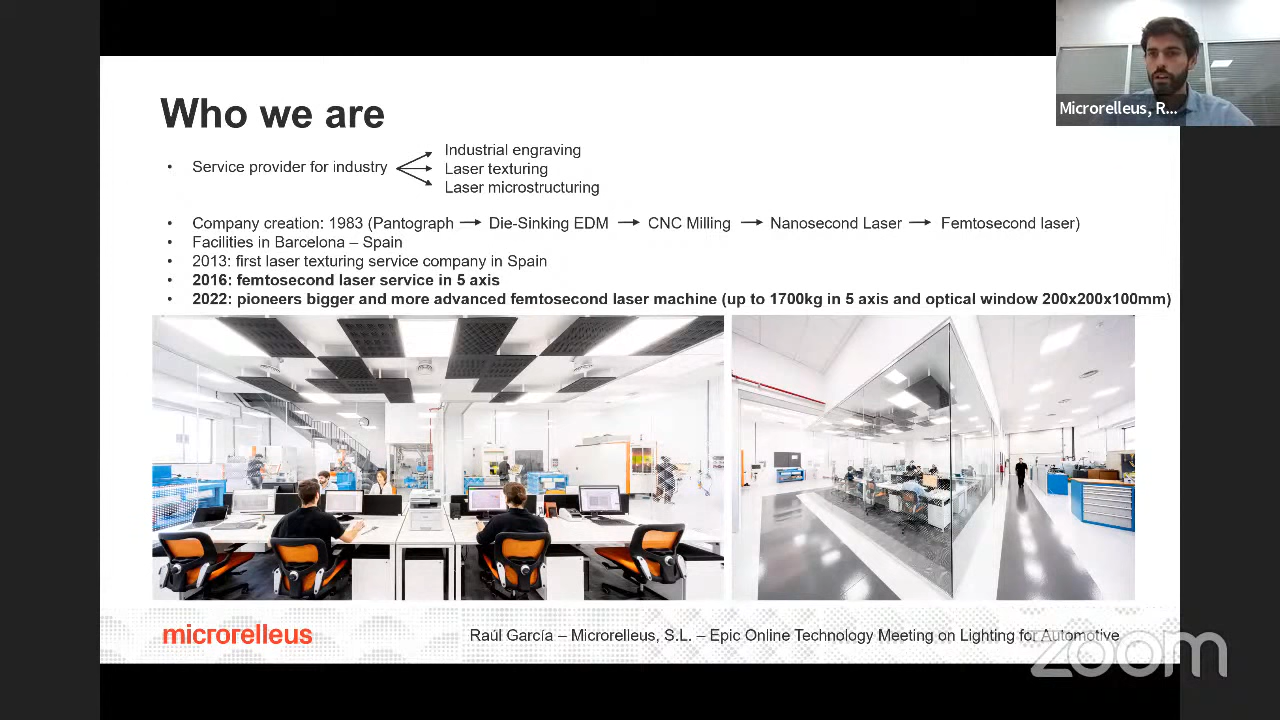 Microrelleus, R...
Who we are
• Service provider for industry
Industrial engraving
Laser texturing
Laser microstructuring
• Company creation: 1983 (Pantograph → Die-Sinking EDM → CNC Milling → Nanosecond Laser → Femtosecond laser)
• Facilities in Barcelona – Spain
• 2013: first laser texturing service company in Spain
• 2016: femtosecond laser service in 5 axis
• 2022: pioneers bigger and more advanced femtosecond laser machine (up to 1700kg in 5 axis and optical window 200x200x100mm)
microrelleus
Raúl García – Microrelleus, S.L. – Epic Online Technology Meeting on Lighting for Automotive
zoom